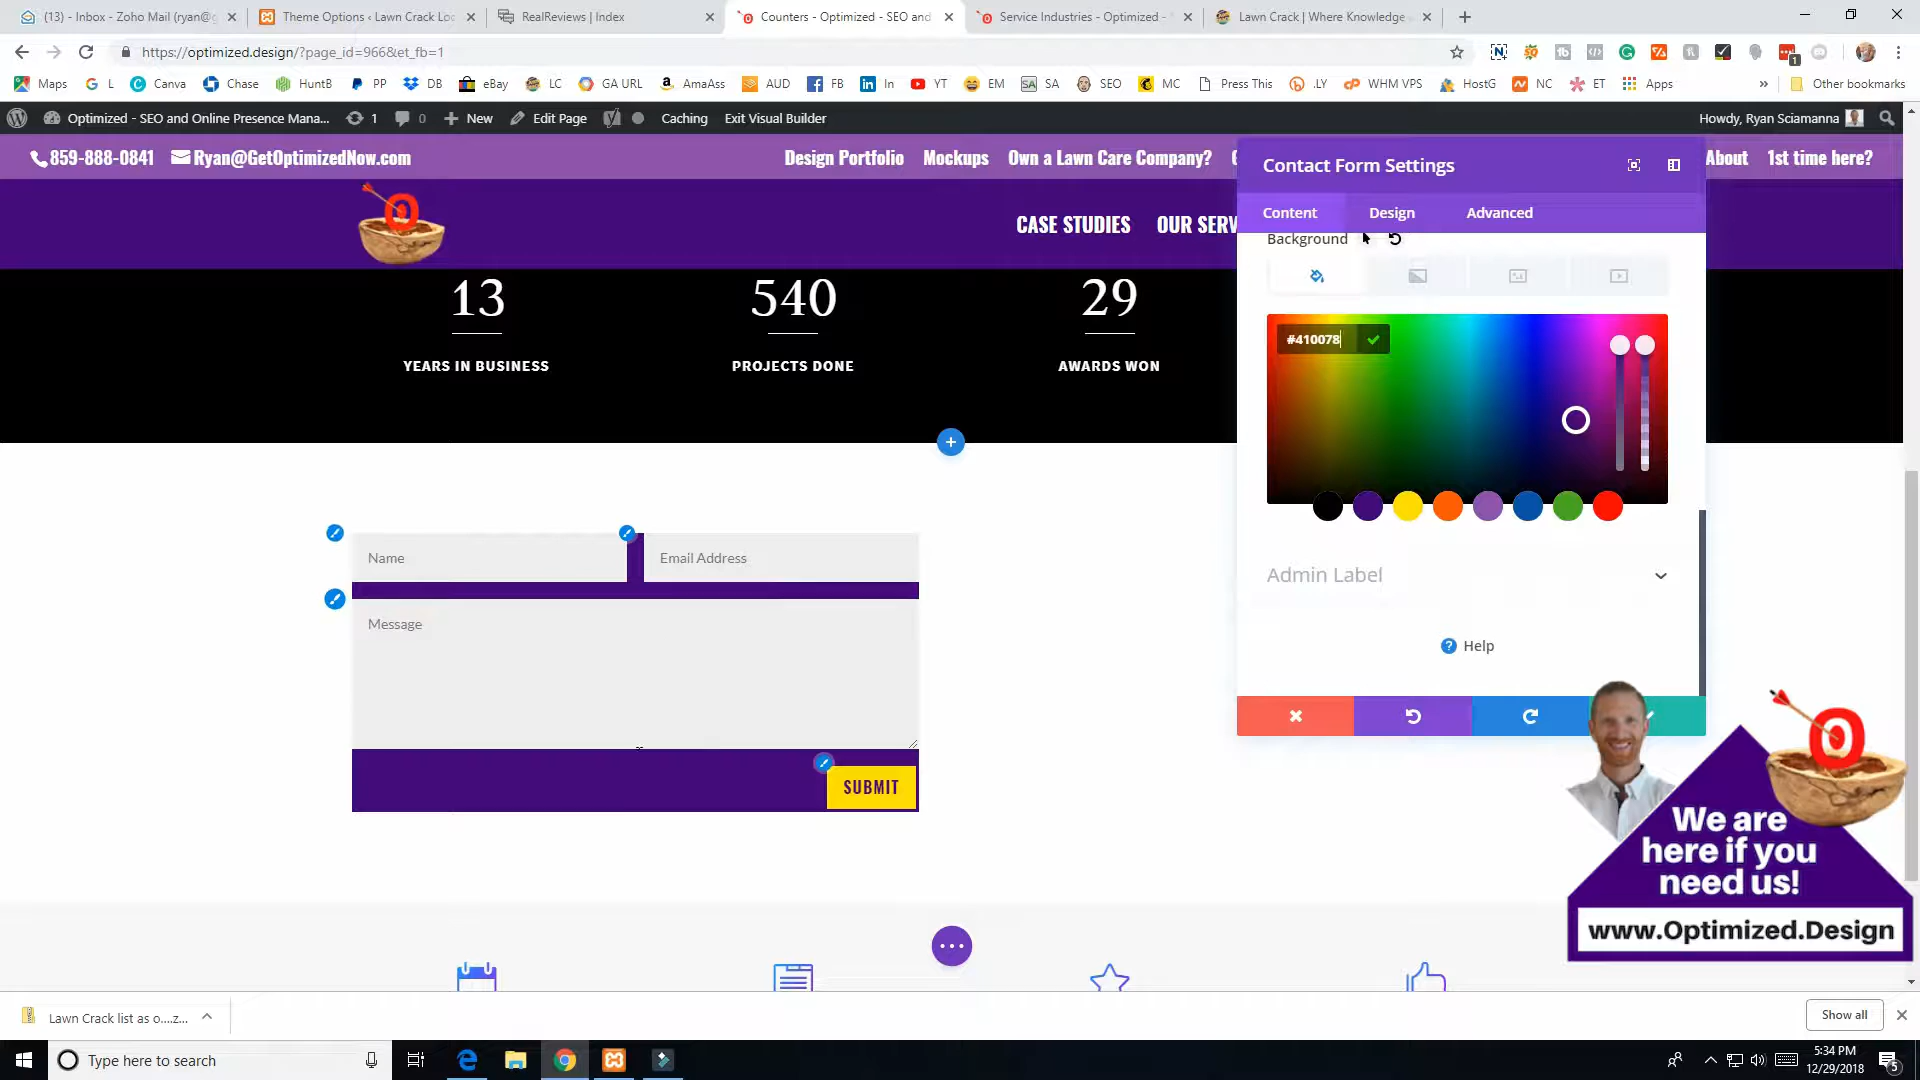 (13) - Inbox - Zoho Mail (ryan@g
Theme Options ‹ Lawn Crack Loc
RealReviews | Index
Counters - Optimized - SEO and
Service Industries - Optimized -
Lawn Crack | Where Knowledge
https://optimized.design/?page_id=966&et_fb=1
Maps
G L
Canva
Chase
HuntB
PP
DB
eBay
LC
GA URL
AmaAss
AUD
FB
In
YT
EM
SA
SEO
MC
Press This
.LY
WHM VPS
HostG
NC
ET
Apps
»
Other bookmarks
Optimized - SEO and Online Presence Mana...
1
0
New
Edit Page
Caching
Exit Visual Builder
Howdy, Ryan Sciamanna
859-888-0841
Ryan@GetOptimizedNow.com
Design Portfolio
Mockups
Own a Lawn Care Company?
About
1st time here?
CASE STUDIES
OUR SERV
13
YEARS IN BUSINESS
540
PROJECTS DONE
29
AWARDS WON
Name
Email Address
Message
SUBMIT
Contact Form Settings
Content
Design
Advanced
Background
#410078
Admin Label
Help
We are
here if you
need us!
www.Optimized.Design
Lawn Crack list as o....z...
Show all
Type here to search
5:34 PM
12/29/2018
5